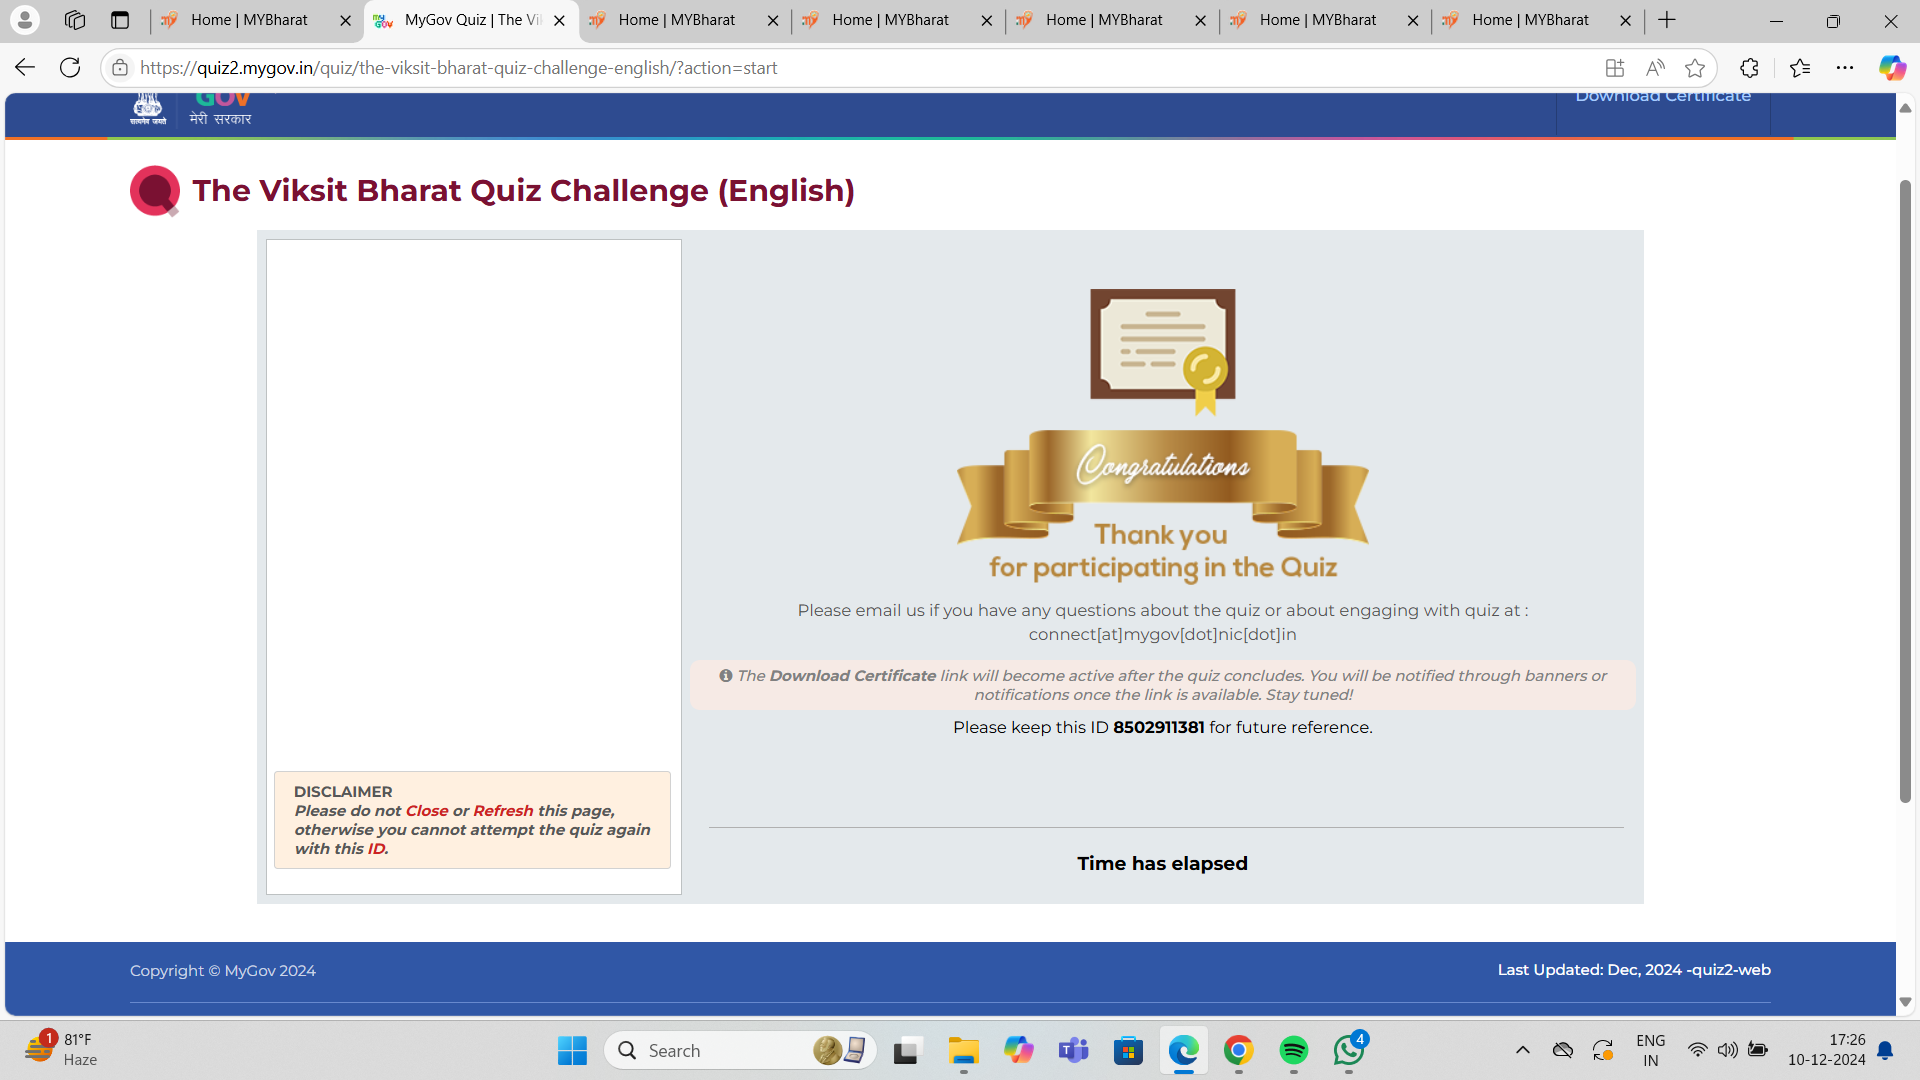 Home | MYBharat
MyGov Quiz | The Vik
Home | MYBharat
Home | MYBharat
Home | MYBharat
Home | MYBharat
Home | MYBharat
https://quiz2.mygov.in/quiz/the-viksit-bharat-quiz-challenge-english/?action=start
सत्यमेव जयते
GOV
मेरी सरकार
Download Certificate
The Viksit Bharat Quiz Challenge (English)
Congratulations
Thank you
for participating in the Quiz
Please email us if you have any questions about the quiz or about engaging with quiz at :
connect[at]mygov[dot]nic[dot]in
The Download Certificate link will become active after the quiz concludes. You will be notified through banners or
notifications once the link is available. Stay tuned!
Please keep this ID 8502911381 for future reference.
DISCLAIMER
Please do not Close or Refresh this page,
otherwise you cannot attempt the quiz again
with this ID.
Time has elapsed
Copyright © MyGov 2024
Last Updated: Dec, 2024 -quiz2-web
1
81°F
Haze
Search
4
ENG
IN
17:26
10-12-2024